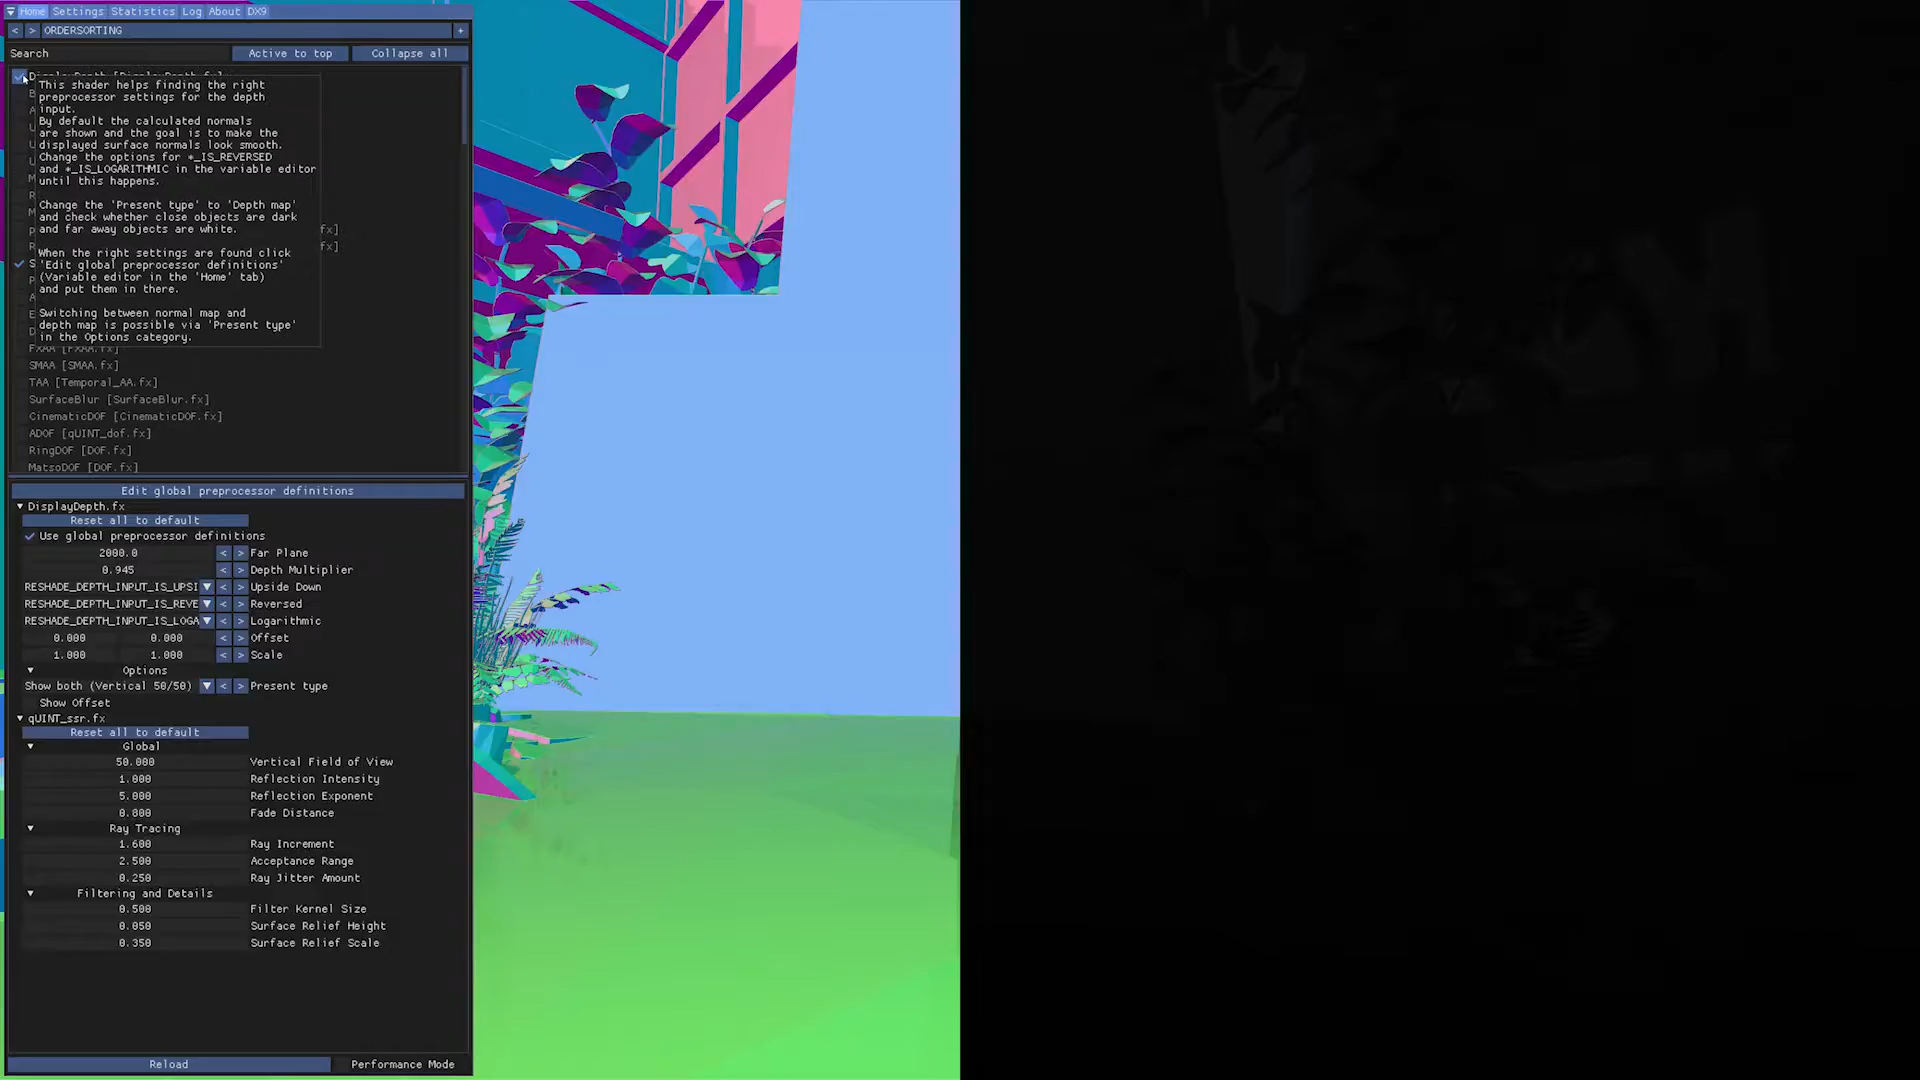 Home Settings Statistics Log About DX9
< > ORDERSORTING +
Search Active to top Collapse all
DisplayDepth [DisplayDepth.fx]
This shader helps finding the right
preprocessor settings for the depth
input.
By default the calculated normals
are shown and the goal is to make the
displayed surface normals look smooth.
Change the options for *_IS_REVERSED
and *_IS_LOGARITHMIC in the variable editor
until this happens.
Change the 'Present type' to 'Depth map'
and check whether close objects are dark
and far away objects are white.
fx]
fx]
When the right settings are found click
'Edit global preprocessor definitions'
(Variable editor in the 'Home' tab)
and put them in there.
Switching between normal map and
depth map is possible via 'Present type'
in the Options category.
FXAA [FXAA.fx]
SMAA [SMAA.fx]
TAA [Temporal_AA.fx]
SurfaceBlur [SurfaceBlur.fx]
CinematicDOF [CinematicDOF.fx]
ADOF [qUINT_dof.fx]
RingDOF [DOF.fx]
MatsoDOF [DOF.fx]
Edit global preprocessor definitions
DisplayDepth.fx
Reset all to default
Use global preprocessor definitions
2000.0 < > Far Plane
0.945 < > Depth Multiplier
RESHADE_DEPTH_INPUT_IS_UPSI < > Upside Down
RESHADE_DEPTH_INPUT_IS_REVE < > Reversed
RESHADE_DEPTH_INPUT_IS_LOGA < > Logarithmic
0.000 0.000 < > Offset
1.000 1.000 < > Scale
Options
Show both (Vertical 50/50) < > Present type
Show Offset
qUINT_ssr.fx
Reset all to default
Global
50.000 Vertical Field of View
1.000 Reflection Intensity
5.000 Reflection Exponent
0.800 Fade Distance
Ray Tracing
1.600 Ray Increment
2.500 Acceptance Range
0.250 Ray Jitter Amount
Filtering and Details
0.500 Filter Kernel Size
0.050 Surface Relief Height
0.350 Surface Relief Scale
Reload Performance Mode